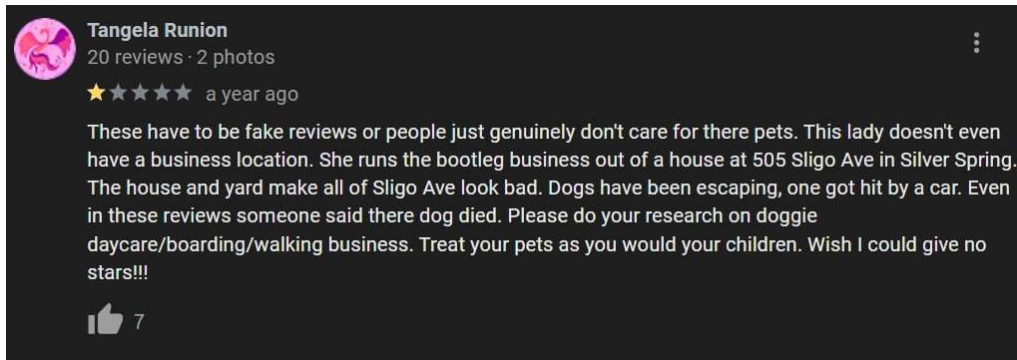 Tangela Runion
20 reviews · 2 photos
a year ago
These have to be fake reviews or people just genuinely don't care for there pets. This lady doesn't even
have a business location. She runs the bootleg business out of a house at 505 Sligo Ave in Silver Spring.
The house and yard make all of Sligo Ave look bad. Dogs have been escaping, one got hit by a car. Even
in these reviews someone said there dog died. Please do your research on doggie
daycare/boarding/walking business. Treat your pets as you would your children. Wish I could give no
stars!!!
7